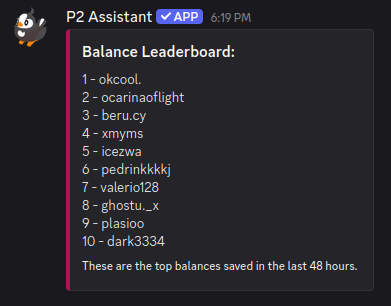 P2 Assistant ✓ APP 6:19 PM
Balance Leaderboard:
1 - okcool.
2 - ocarinaoflight
3 - beru.cy
4 - xmyms
5 - icezwa
6 - pedrinkkkkj
7 - valerio128
8 - ghostu._x
9 - plasioo
10 - dark3334
These are the top balances saved in the last 48 hours.